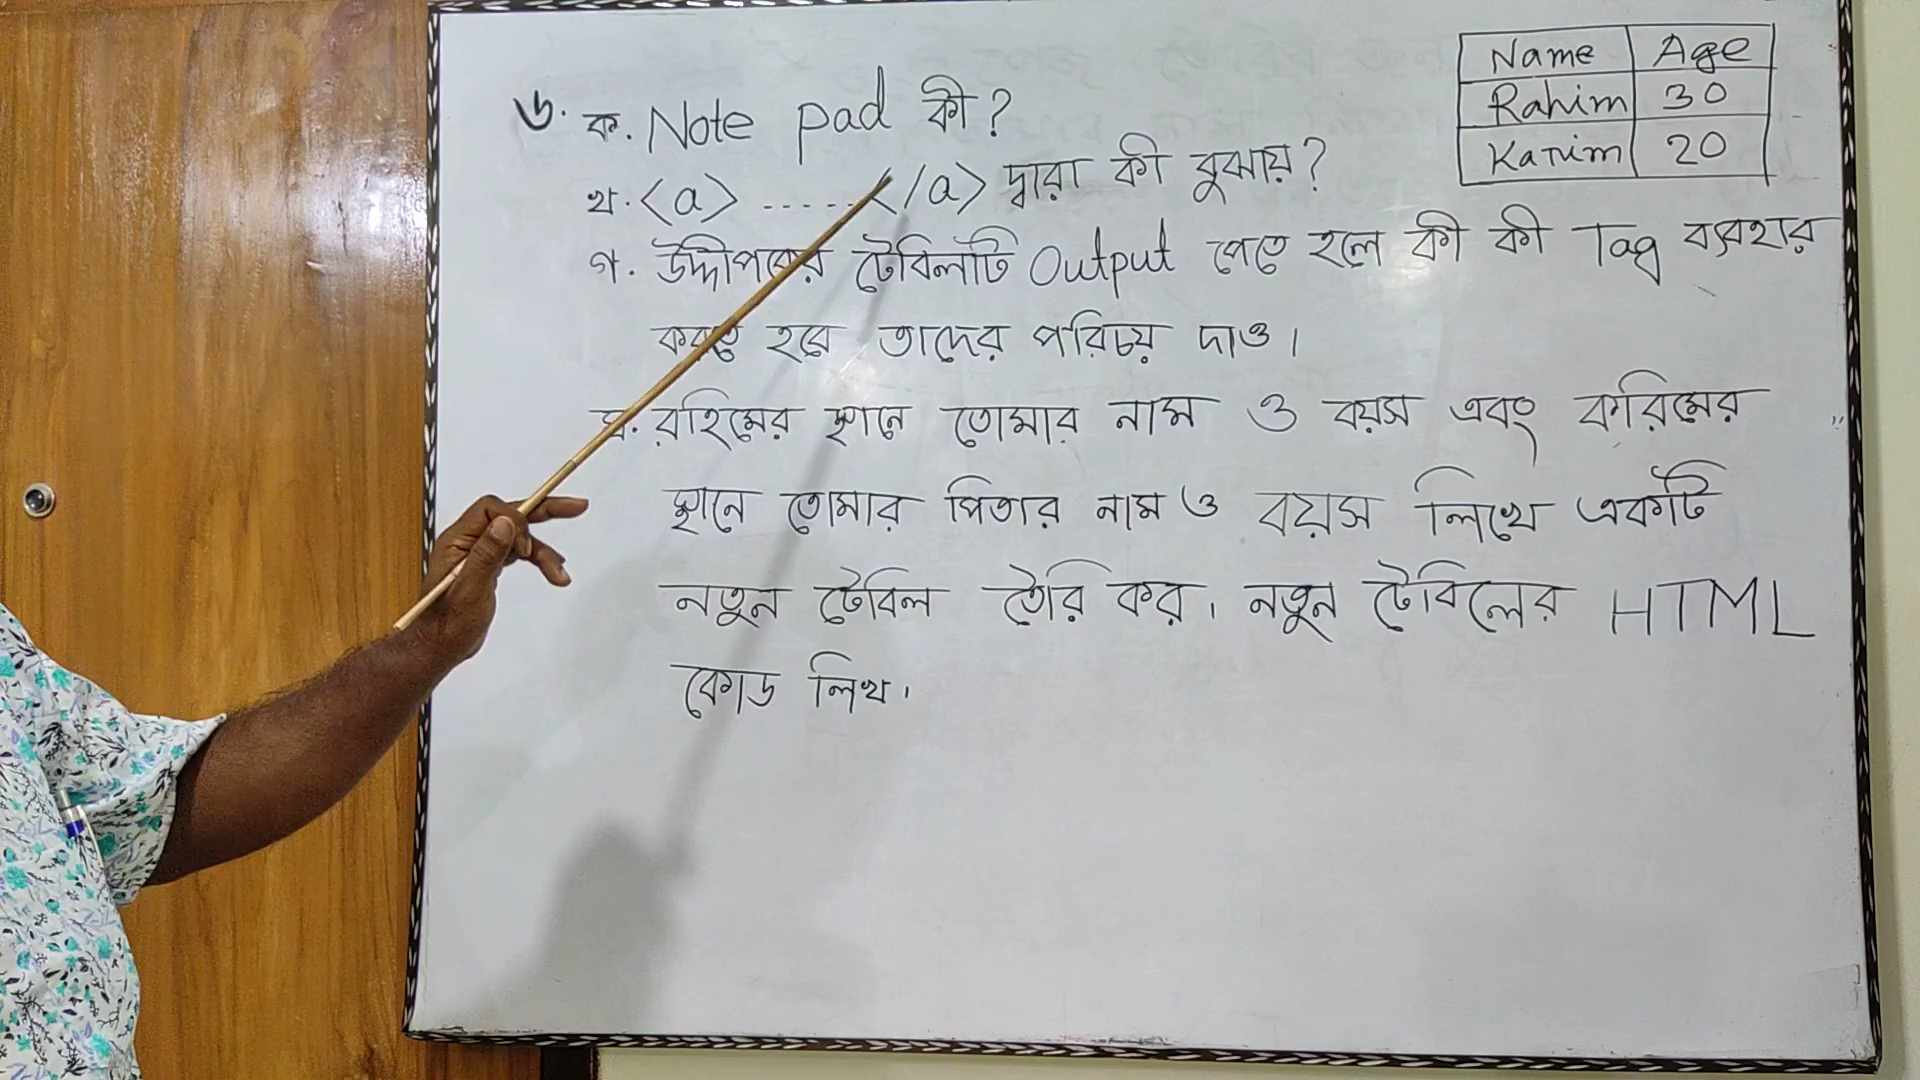 Name Age
Rahim 30
Karim 20
৬. ক. Note pad কী?
খ. <a> ......</a> দ্বারা কী বুঝায়?
গ. উদ্দীপকের টেবিলটি Output পেতে হলে কী কী Tag ব্যবহার
করতে হবে তাদের পরিচয় দাও।
ঘ. রহিমের স্থানে তোমার নাম ও বয়স এবং করিমের
স্থানে তোমার পিতার নাম ও বয়স লিখে একটি
নতুন টেবিল তৈরি কর। নতুন টেবিলের HTML
কোড লিখ।